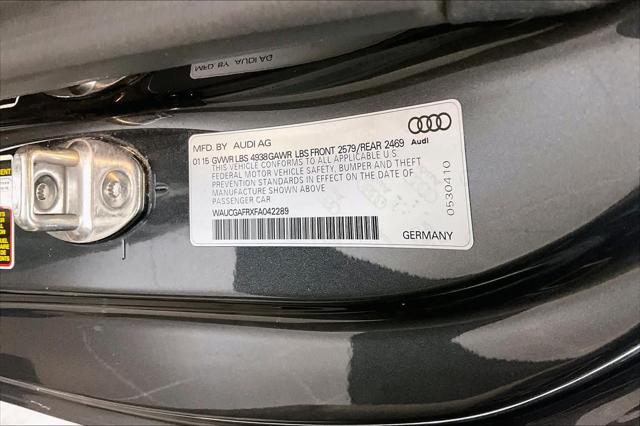 MFD. BY AUDI AG
01 15 GVWR LBS 4938 GAWR LBS FRONT 2579/REAR 2469
THIS VEHICLE CONFORMS TO ALL APPLICABLE U.S
FEDERAL MOTOR VEHICLE SAFETY, BUMPER AND THEFT
PREVENTION STANDARDS IN EFFECT ON THE DATE OF
MANUFACTURE SHOWN ABOVE
PASSENGER CAR
WAUCGAFRXFA042289
GERMANY
Audi
0530410